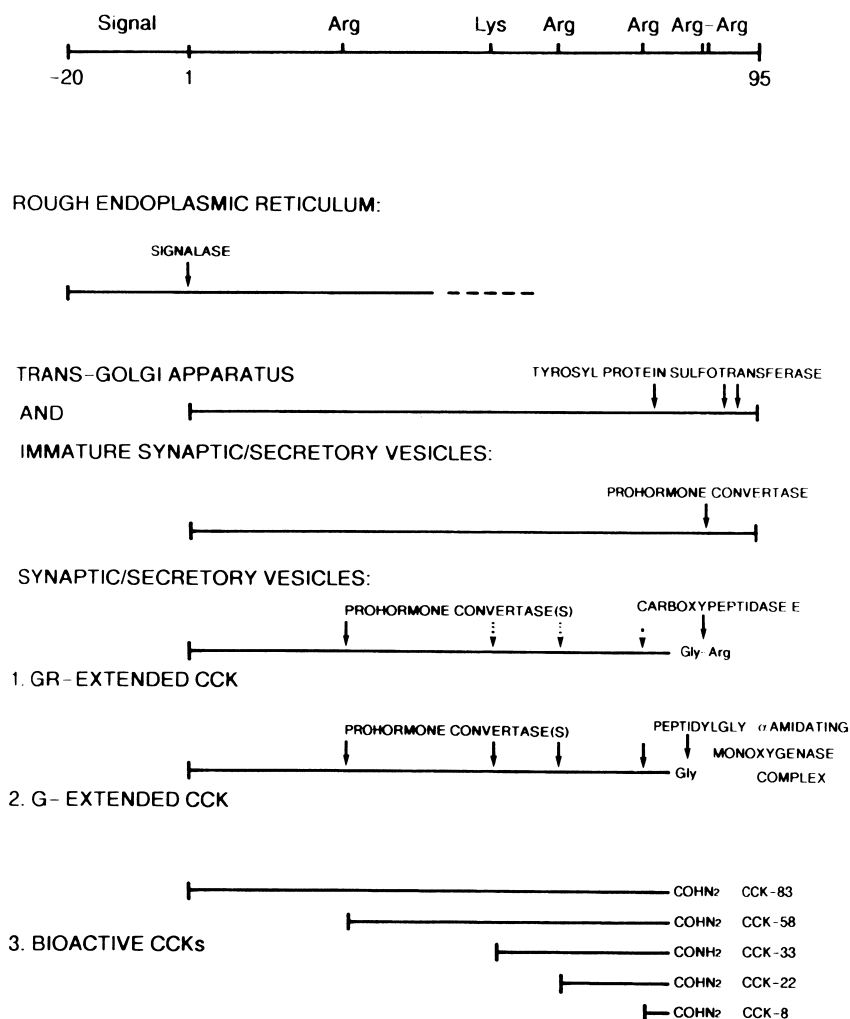 Signal Arg Lys Arg Arg Arg-Arg
-20 1 95
ROUGH ENDOPLASMIC RETICULUM:
SIGNALASE
TRANS-GOLGI APPARATUS
TYROSYL PROTEIN SULFOTRANSFERASE
AND
IMMATURE SYNAPTIC/SECRETORY VESICLES:
PROHORMONE CONVERTASE
SYNAPTIC/SECRETORY VESICLES:
PROHORMONE CONVERTASE(S) CARBOXYPEPTIDASE E
Gly-Arg
1. GR-EXTENDED CCK
PROHORMONE CONVERTASE(S) PEPTIDYLGLY α AMIDATING
MONOXYGENASE
Gly COMPLEX
2. G-EXTENDED CCK
COHN2 CCK-83
COHN2 CCK-58
3. BIOACTIVE CCKs
CONH2 CCK-33
COHN2 CCK-22
COHN2 CCK-8